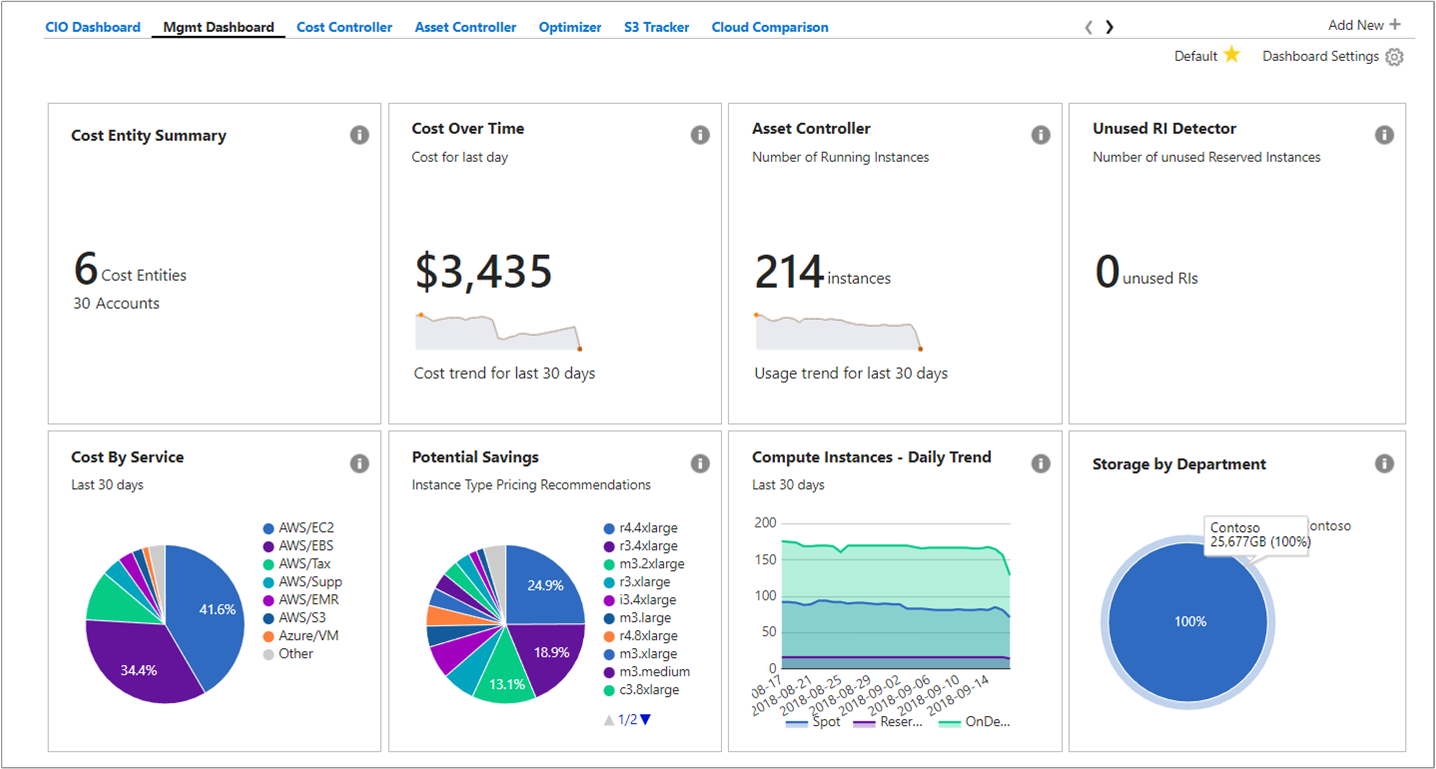 CIO Dashboard Mgmt Dashboard Cost Controller Asset Controller Optimizer S3 Tracker Cloud Comparison Add New +
Default Dashboard Settings
Cost Entity Summary
6 Cost Entities
30 Accounts
Cost Over Time
Cost for last day
$3,435
Cost trend for last 30 days
Asset Controller
Number of Running Instances
214 instances
Usage trend for last 30 days
Unused RI Detector
Number of unused Reserved Instances
0 unused RIs
Cost By Service
Last 30 days
41.6%
34.4%
AWS/EC2
AWS/EBS
AWS/Tax
AWS/Supp
AWS/EMR
AWS/S3
Azure/VM
Other
Potential Savings
Instance Type Pricing Recommendations
24.9%
18.9%
13.1%
r4.4xlarge
r3.4xlarge
m3.2xlarge
r3.xlarge
i3.4xlarge
m3.large
r4.8xlarge
m3.xlarge
m3.medium
c3.8xlarge
1/2
Compute Instances - Daily Trend
Last 30 days
200
150
100
50
0
08-17
2018-08-21
2018-08-25
2018-08-29
2018-09-02
2018-09-06
2018-09-10
2018-09-14
Spot Reser... OnDe...
Storage by Department
Contoso
25,677GB (100%)
ontoso
100%